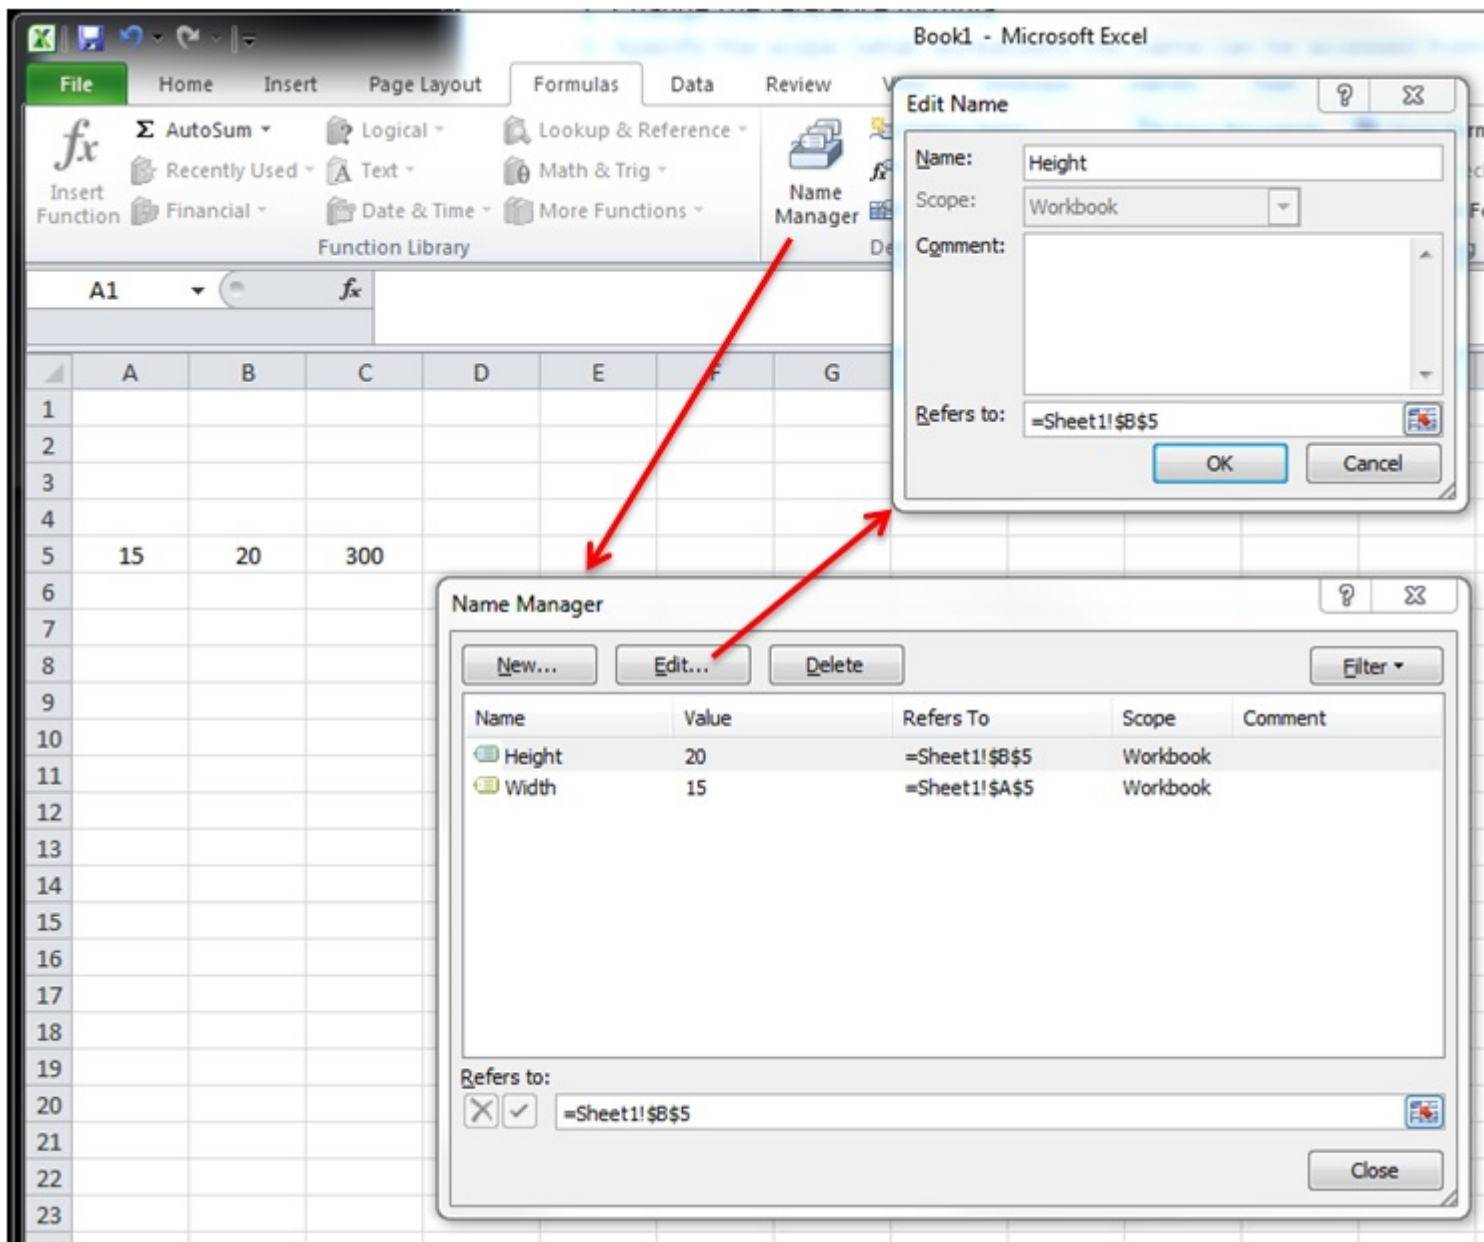 Book1 - Microsoft Excel
File Home Insert Page Layout Formulas Data Review
fx
Insert
Function
Σ AutoSum
Recently Used
Financial
Logical
Text
Date & Time
Lookup & Reference
Math & Trig
More Functions
Function Library
Name
Manager
A1
fx
A B C D E F G
1
2
3
4
5 15 20 300
6
7
8
9
10
11
12
13
14
15
16
17
18
19
20
21
22
23
Edit Name
Name: Height
Scope: Workbook
Comment:
Refers to: =Sheet1!$B$5
OK Cancel
Name Manager
New... Edit... Delete Filter
Name Value Refers To Scope Comment
Height 20 =Sheet1!$B$5 Workbook
Width 15 =Sheet1!$A$5 Workbook
Refers to:
=Sheet1!$B$5
Close